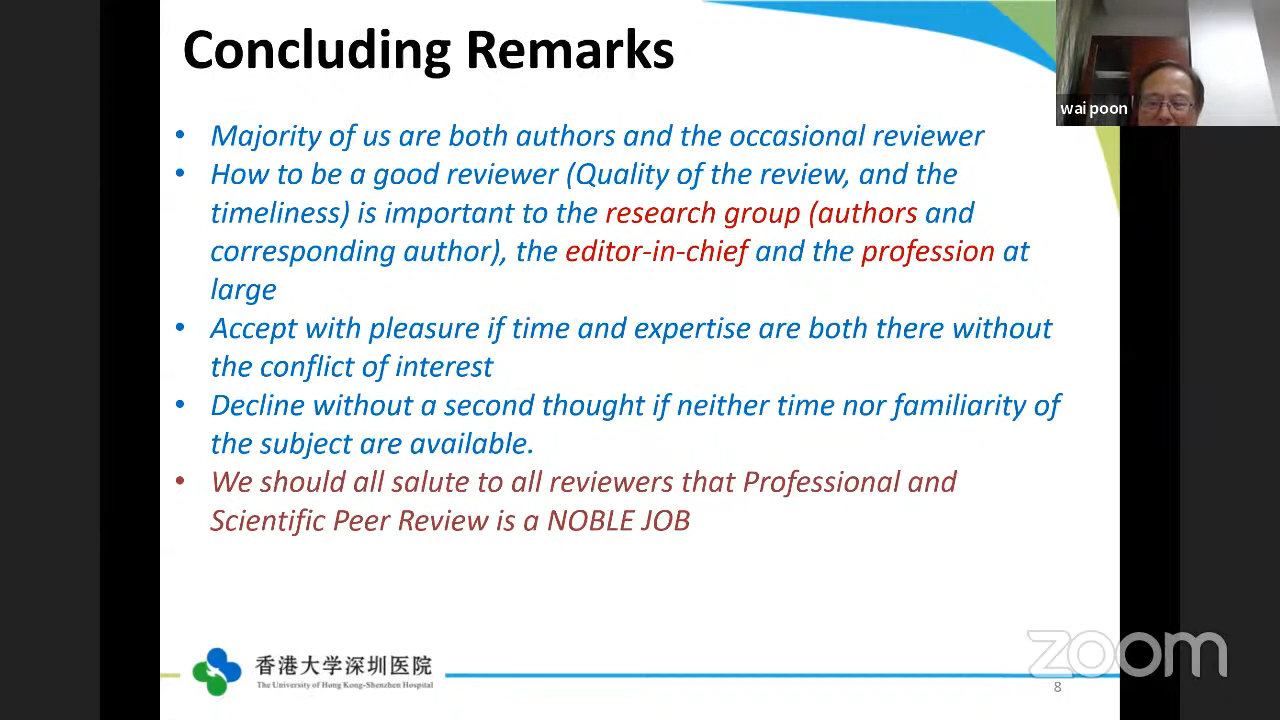 Concluding Remarks
wai poon
• Majority of us are both authors and the occasional reviewer
• How to be a good reviewer (Quality of the review, and the
timeliness) is important to the research group (authors and
corresponding author), the editor-in-chief and the profession at
large
• Accept with pleasure if time and expertise are both there without
the conflict of interest
• Decline without a second thought if neither time nor familiarity of
the subject are available.
• We should all salute to all reviewers that Professional and
Scientific Peer Review is a NOBLE JOB
香港大学深圳医院
The University of Hong Kong-Shenzhen Hospital
zoom
8